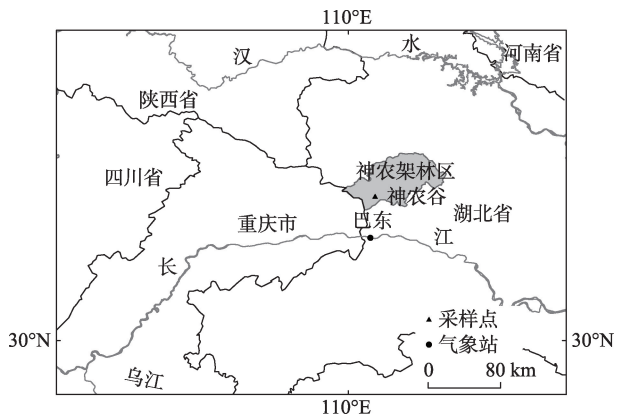 110°E
汉
水
河南省
陕西省
四川省
神农架林区
神农谷
湖北省
重庆市
巴东
江
长
采样点
30°N
30°N
气象站
0 80 km
乌江
110°E